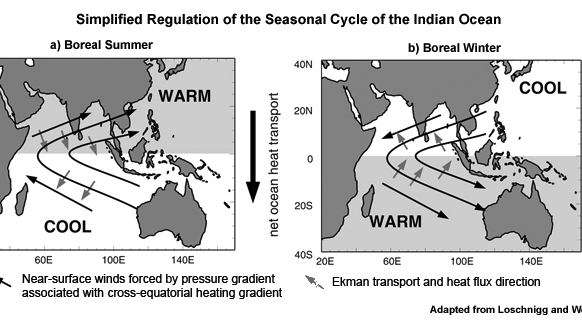 Simplified Regulation of the Seasonal Cycle of the Indian Ocean
a) Boreal Summer
b) Boreal Winter
WARM
COOL
60E 100E 140E
net ocean heat transport
40N
20N
0
20S
40S
COOL
WARM
20E 60E 100E 140E
Near-surface winds forced by pressure gradient
associated with cross-equatorial heating gradient
Ekman transport and heat flux direction
Adapted from Loschnigg and